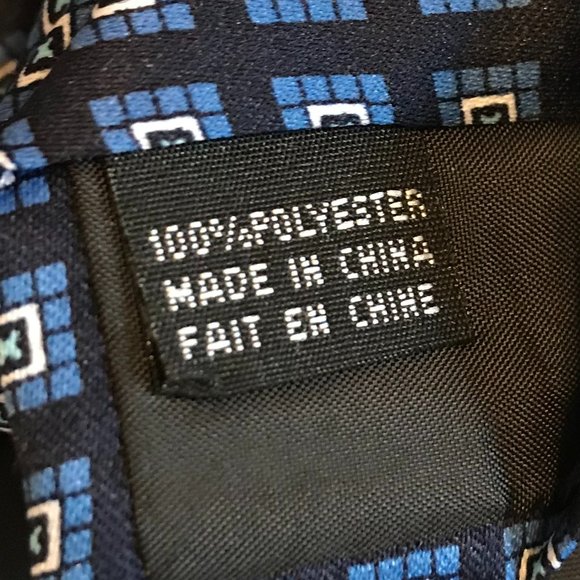 100%POLYESTER
MADE IN CHINA
FAIT EN CHINE